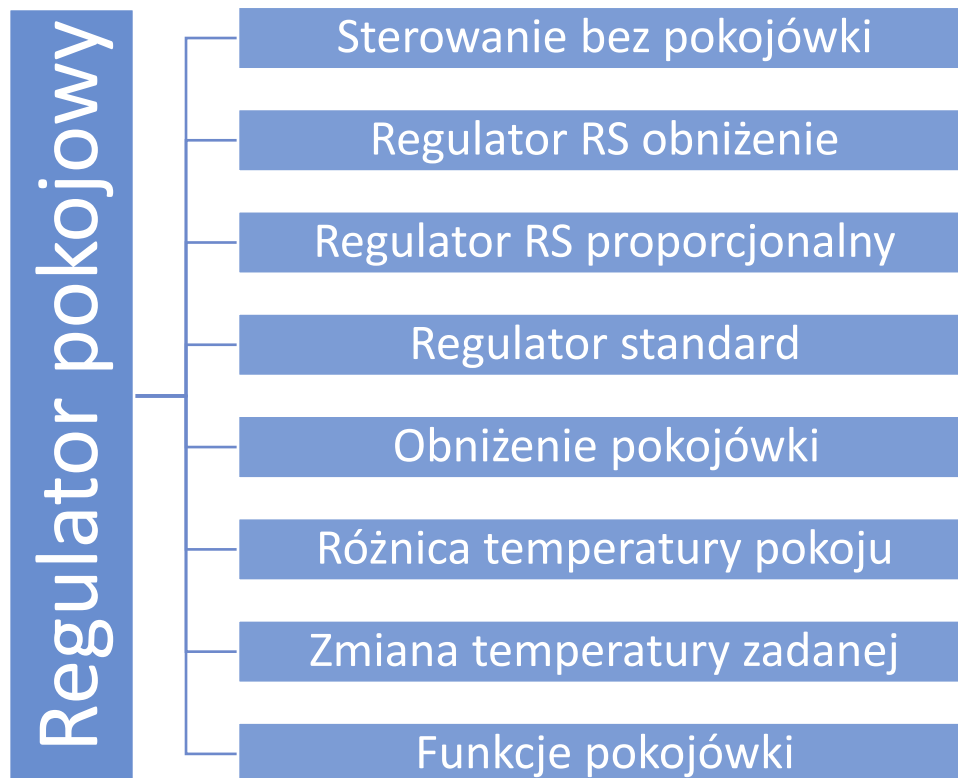 Regulator pokojowy
Sterowanie bez pokojówki
Regulator RS obniżenie
Regulator RS proporcjonalny
Regulator standard
Obniżenie pokojówki
Różnica temperatury pokoju
Zmiana temperatury zadanej
Funkcje pokojówki